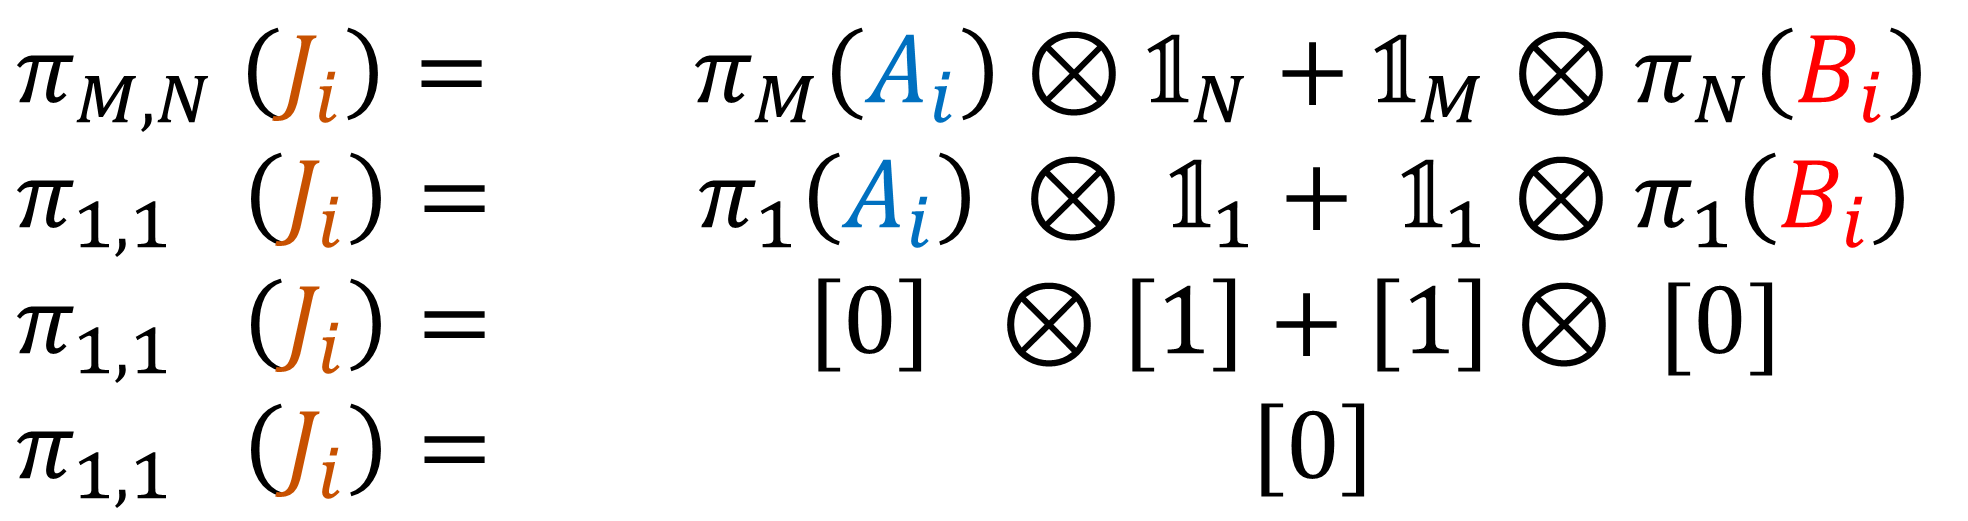 π_{M,N} (J_i) = π_M(A_i) ⊗ 𝟙_N + 𝟙_M ⊗ π_N(B_i)
π_{1,1} (J_i) = π_1(A_i) ⊗ 𝟙_1 + 𝟙_1 ⊗ π_1(B_i)
π_{1,1} (J_i) = [0] ⊗ [1] + [1] ⊗ [0]
π_{1,1} (J_i) = [0]